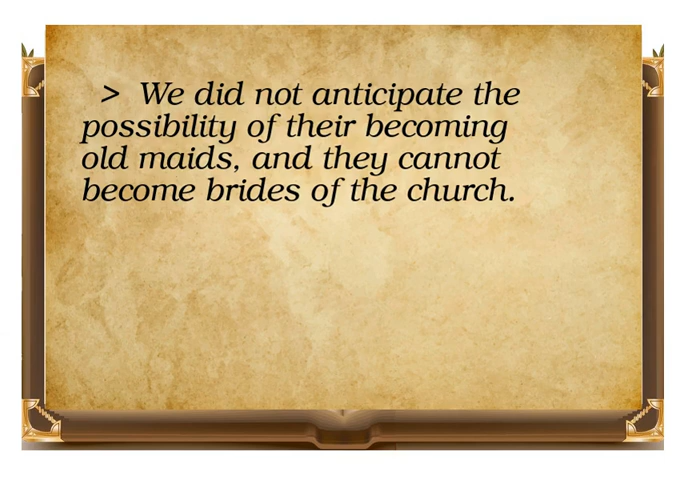 > We did not anticipate the
possibility of their becoming
old maids, and they cannot
become brides of the church.